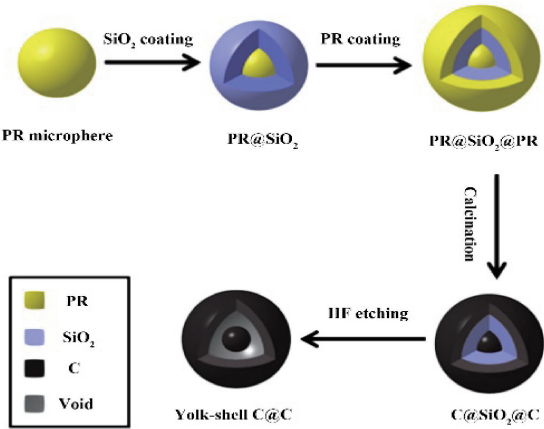 SiO₂ coating
PR coating
PR microphere
PR@SiO₂
PR@SiO₂@PR
Calcination
PR
SiO₂
C
Void
HF etching
Yolk-shell C@C
C@SiO₂@C